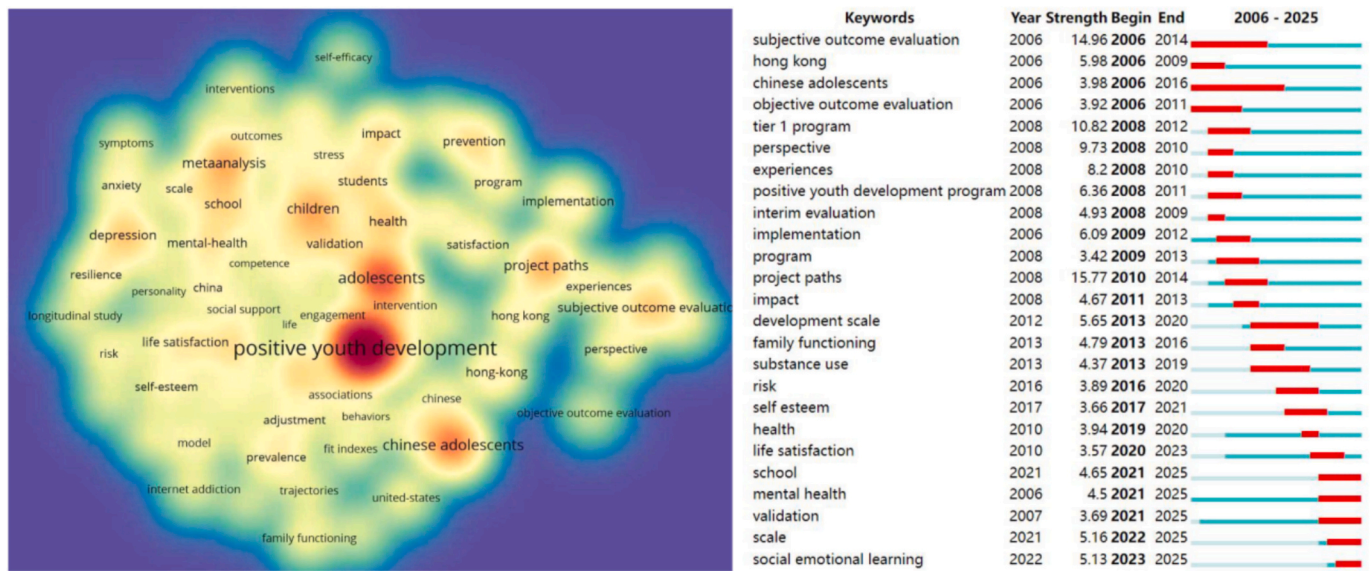 self-efficacy
interventions
outcomes
impact
symptoms
prevention
metaanalysis
stress
anxiety
scale
students
program
school
children
implementation
depression
mental-health
health
validation
satisfaction
resilience
competence
project paths
adolescents
personality
china
experiences
longitudinal study
social support
intervention
subjective outcome evaluatio
life
engagement
hong kong
risk
life satisfaction
positive youth development
perspective
self-esteem
hong-kong
associations
chinese
adjustment
behaviors
objective outcome evaluation
model
fit indexes
chinese adolescents
prevalence
internet addiction
trajectories
united-states
family functioning
Keywords Year Strength Begin End 2006 - 2025
subjective outcome evaluation 2006 14.96 2006 2014
hong kong 2006 5.98 2006 2009
chinese adolescents 2006 3.98 2006 2016
objective outcome evaluation 2006 3.92 2006 2011
tier 1 program 2008 10.82 2008 2012
perspective 2008 9.73 2008 2010
experiences 2008 8.2 2008 2010
positive youth development program 2008 6.36 2008 2011
interim evaluation 2008 4.93 2008 2009
implementation 2006 6.09 2009 2012
program 2008 3.42 2009 2013
project paths 2008 15.77 2010 2014
impact 2008 4.67 2011 2013
development scale 2012 5.65 2013 2020
family functioning 2013 4.79 2013 2016
substance use 2013 4.37 2013 2019
risk 2016 3.89 2016 2020
self esteem 2017 3.66 2017 2021
health 2010 3.94 2019 2020
life satisfaction 2010 3.57 2020 2023
school 2021 4.65 2021 2025
mental health 2006 4.5 2021 2025
validation 2007 3.69 2021 2025
scale 2021 5.16 2022 2025
social emotional learning 2022 5.13 2023 2025